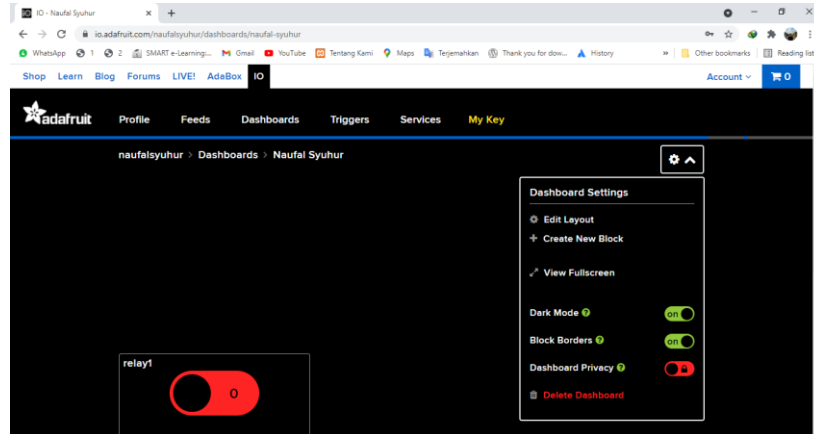 IO - Naufal Syuhur
io.adafruit.com/naufalsyuhur/dashboards/naufal-syuhur
WhatsApp 1 2 SMART e-Learning:... Gmail YouTube Tentang Kami Maps Terjemahkan Thank you for dow... History » Other bookmarks Reading list
Shop Learn Blog Forums LIVE! AdaBox IO Account 0
adafruit Profile Feeds Dashboards Triggers Services My Key
naufalsyuhur > Dashboards > Naufal Syuhur
Dashboard Settings
Edit Layout
+ Create New Block
View Fullscreen
Dark Mode ? on
Block Borders ? on
Dashboard Privacy ?
Delete Dashboard
relay1
0